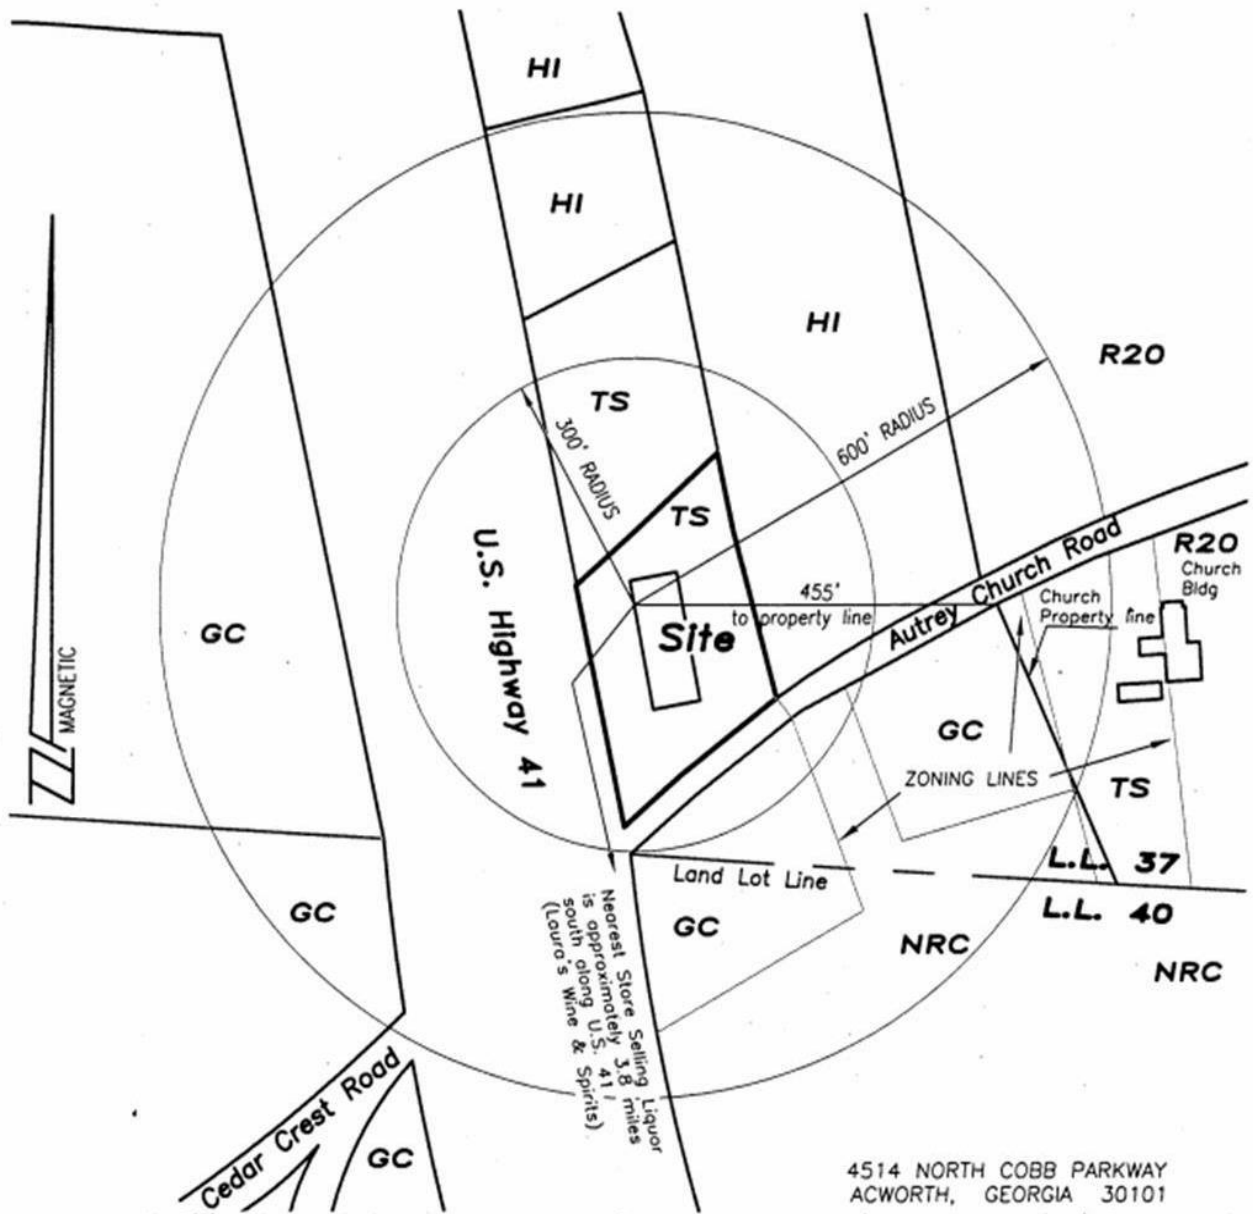 HI
HI
HI
R20
TS
300' RADIUS
600' RADIUS
TS
U.S. Highway 41
455'
to property line
Site
Autrey Church Road
R20
Church
Bldg
Church
Property line
GC
MAGNETIC
GC
ZONING LINES
TS
L.L. 37
Land Lot Line
L.L. 40
GC
GC
NRC
NRC
Nearest Store Selling Liquor
is approximately 3.8 miles
south along U.S. 41
(Laura's Wine & Spirits)
Cedar Crest Road
GC
4514 NORTH COBB PARKWAY
ACWORTH, GEORGIA 30101